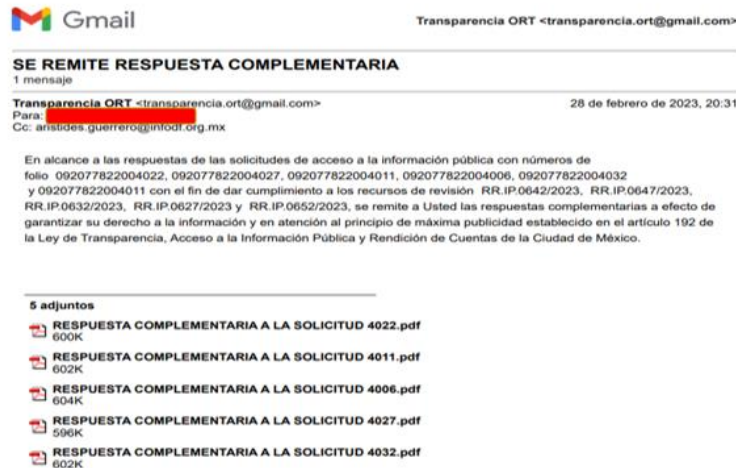 Gmail
Transparencia ORT <transparencia.ort@gmail.com>
SE REMITE RESPUESTA COMPLEMENTARIA
1 mensaje
Transparencia ORT <transparencia.ort@gmail.com>
28 de febrero de 2023, 20:31
Para:
Cc: aristides.guerrero@infodf.org.mx
En alcance a las respuestas de las solicitudes de acceso a la información pública con números de
folio 092077822004022, 092077822004027, 092077822004011, 092077822004006, 092077822004032
y 092077822004011 con el fin de dar cumplimiento a los recursos de revisión RR.IP.0642/2023, RR.IP.0647/2023,
RR.IP.0632/2023, RR.IP.0627/2023 y RR.IP.0652/2023, se remite a Usted las respuestas complementarias a efecto de
garantizar su derecho a la información y en atención al principio de máxima publicidad establecido en el artículo 192 de
la Ley de Transparencia, Acceso a la Información Pública y Rendición de Cuentas de la Ciudad de México.
5 adjuntos
RESPUESTA COMPLEMENTARIA A LA SOLICITUD 4022.pdf
600K
RESPUESTA COMPLEMENTARIA A LA SOLICITUD 4011.pdf
602K
RESPUESTA COMPLEMENTARIA A LA SOLICITUD 4006.pdf
604K
RESPUESTA COMPLEMENTARIA A LA SOLICITUD 4027.pdf
596K
RESPUESTA COMPLEMENTARIA A LA SOLICITUD 4032.pdf
602K